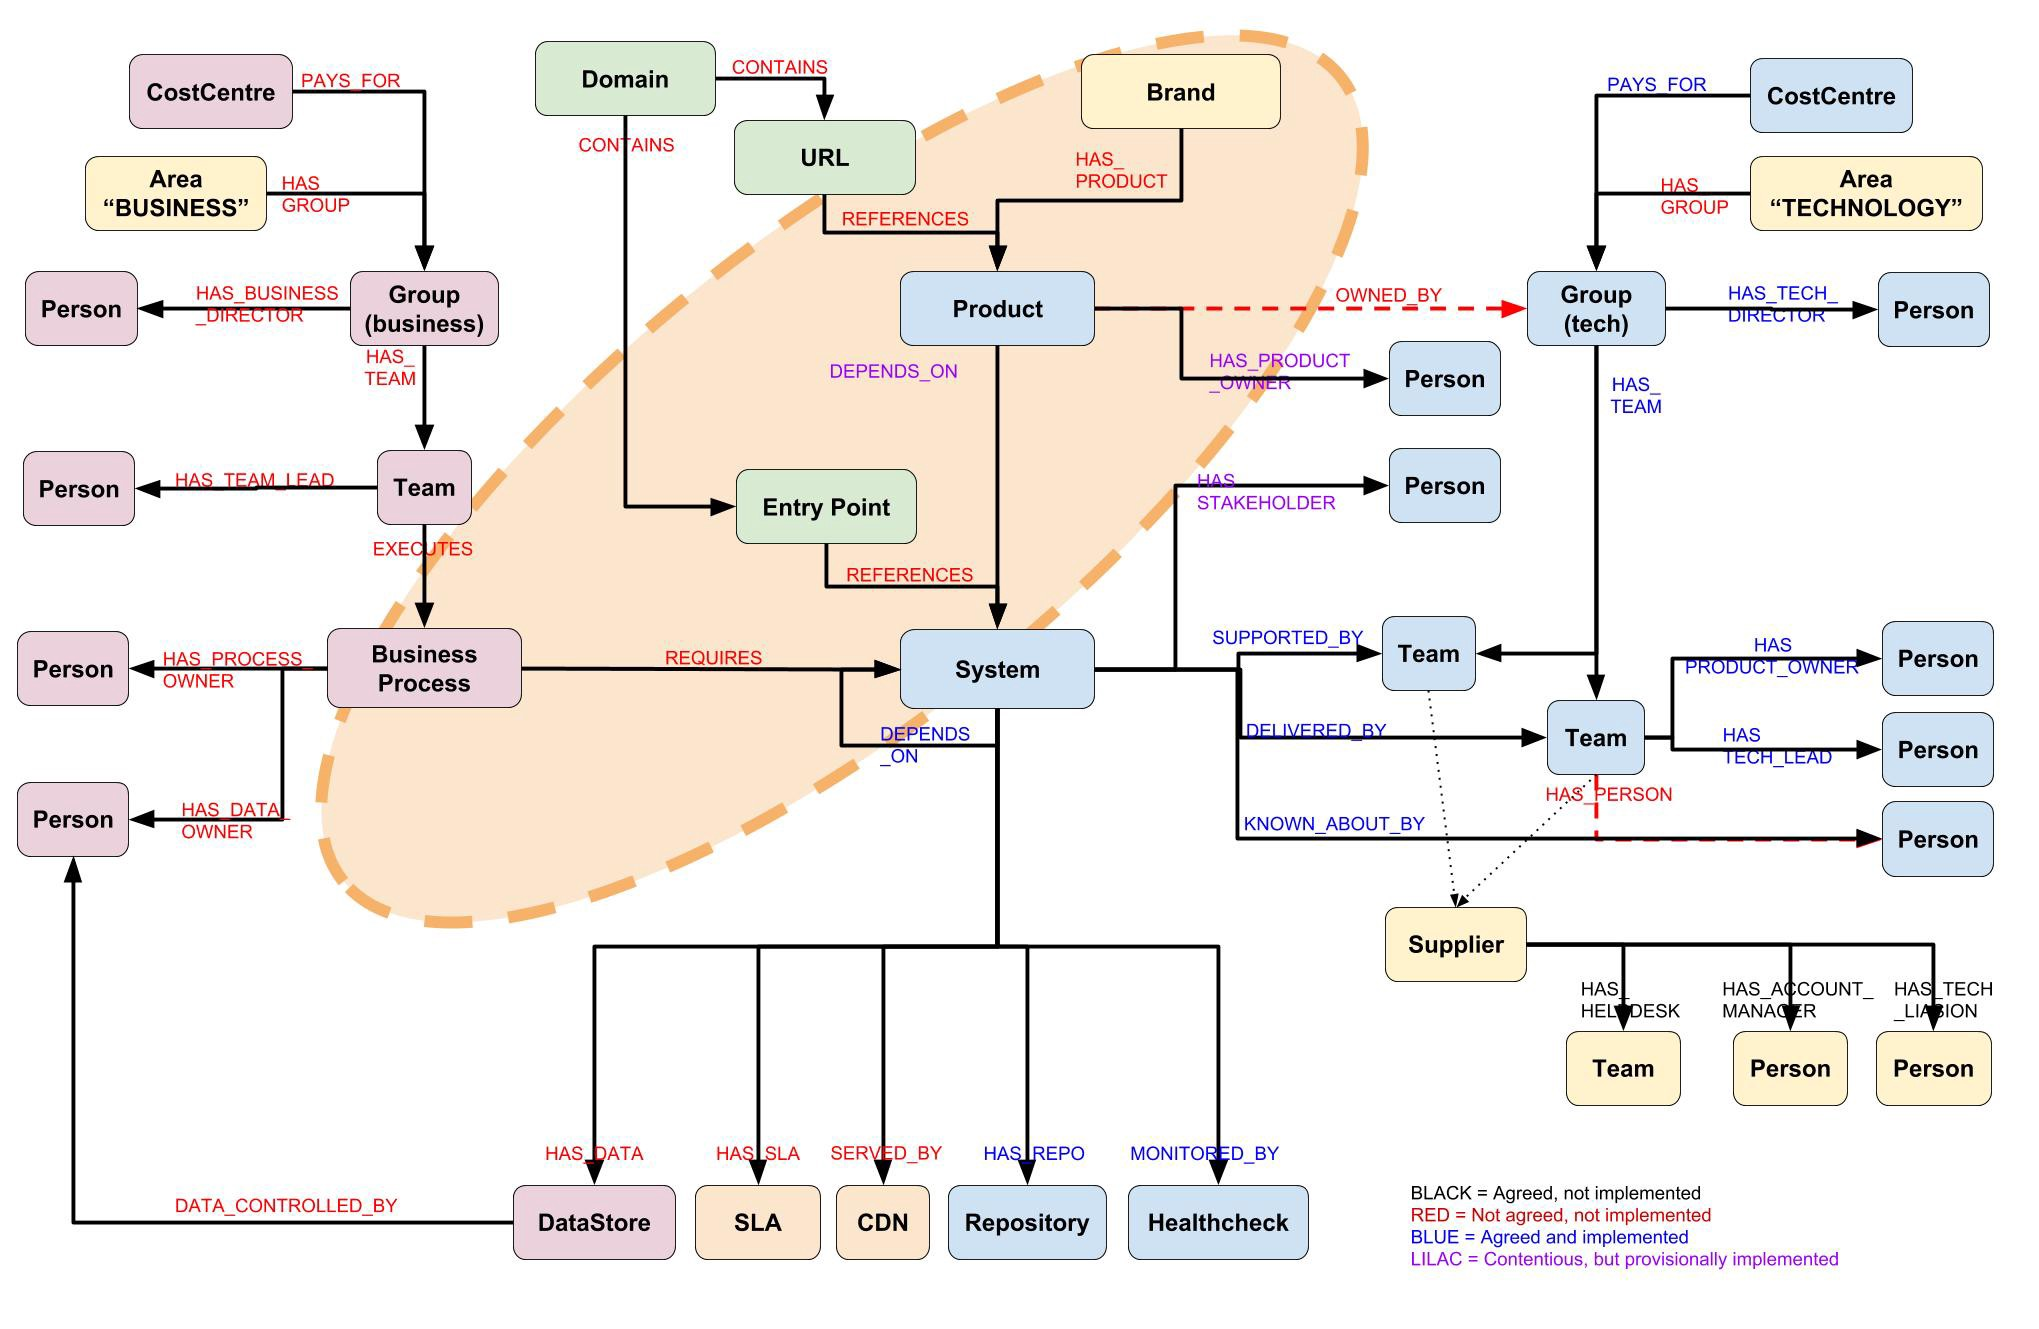 CostCentre
PAYS_FOR
Area
“BUSINESS”
HAS
GROUP
Person
HAS_BUSINESS
_DIRECTOR
Group
(business)
HAS_
TEAM
Person
HAS_TEAM_LEAD
Team
EXECUTES
Person
HAS_PROCESS_
OWNER
Business
Process
REQUIRES
Person
HAS_DATA_
OWNER
Domain
CONTAINS
CONTAINS
URL
REFERENCES
Brand
HAS_
PRODUCT
Product
OWNED_BY
DEPENDS_ON
HAS_PRODUCT
_OWNER
Person
Entry Point
REFERENCES
HAS
STAKEHOLDER
Person
System
DEPENDS
_ON
PAYS_FOR
CostCentre
HAS
GROUP
Area
“TECHNOLOGY”
Group
(tech)
HAS_TECH_
DIRECTOR
Person
HAS_
TEAM
SUPPORTED_BY
Team
DELIVERED_BY
Team
HAS
PRODUCT_OWNER
Person
HAS
TECH_LEAD
Person
HAS_PERSON
KNOWN_ABOUT_BY
Person
Supplier
HAS_
HELPDESK
HAS_ACCOUNT_
MANAGER
HAS_TECH
_LIASION
Team
Person
Person
HAS_DATA
HAS_SLA
SERVED_BY
HAS_REPO
MONITORED_BY
DATA_CONTROLLED_BY
DataStore
SLA
CDN
Repository
Healthcheck
BLACK = Agreed, not implemented
RED = Not agreed, not implemented
BLUE = Agreed and implemented
LILAC = Contentious, but provisionally implemented